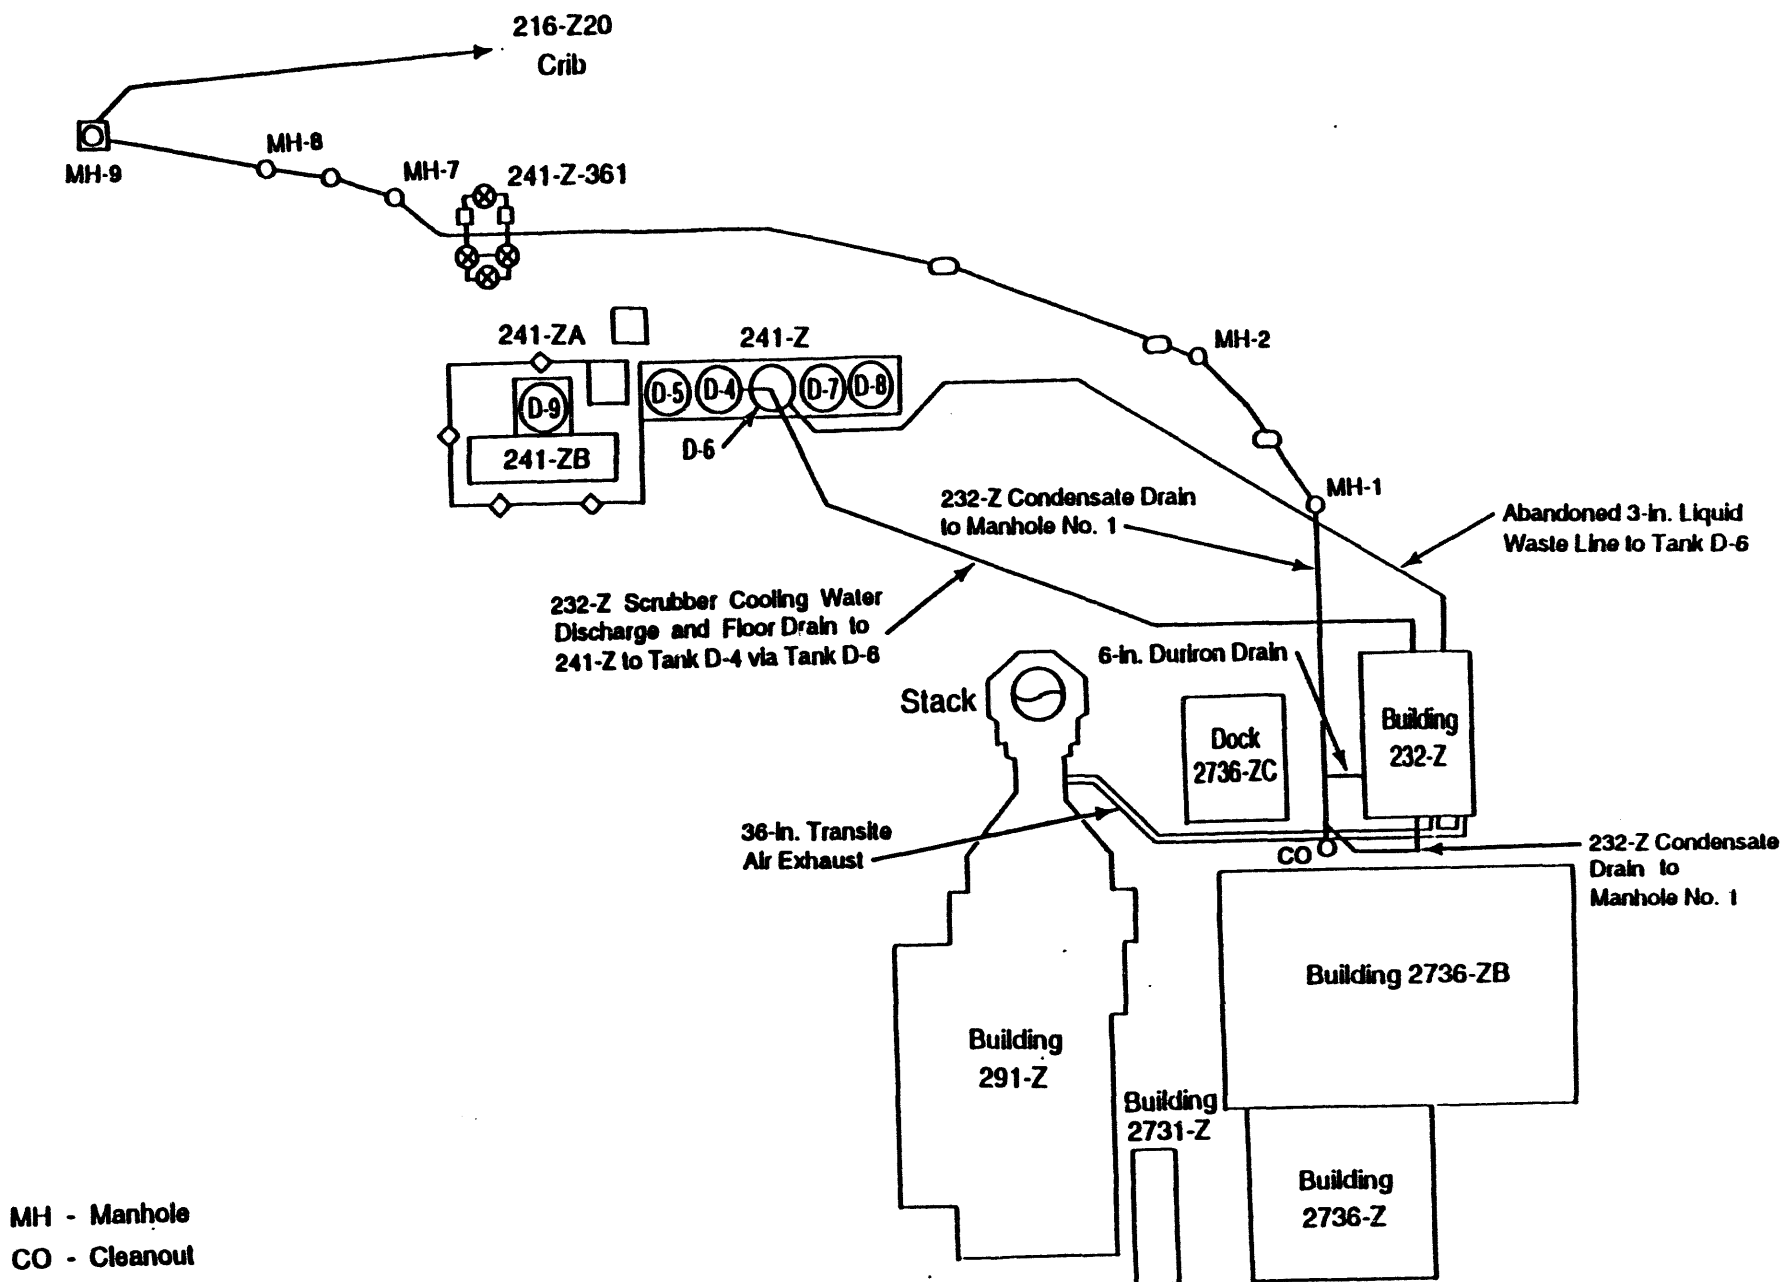 216-Z20
Crib
MH-9
MH-8
MH-7
241-Z-361
241-ZA
241-Z
D-5
D-4
D-7
D-8
D-9
D-6
241-ZB
MH-2
MH-1
232-Z Condensate Drain
to Manhole No. 1
Abandoned 3-in. Liquid
Waste Line to Tank D-6
232-Z Scrubber Cooling Water
Discharge and Floor Drain to
241-Z to Tank D-4 via Tank D-6
6-in. Duriron Drain
Stack
Dock
2736-ZC
Building
232-Z
36-in. Transite
Air Exhaust
CO
232-Z Condensate
Drain to
Manhole No. 1
Building 2736-ZB
Building
291-Z
Building
2731-Z
Building
2736-Z
MH - Manhole
CO - Cleanout